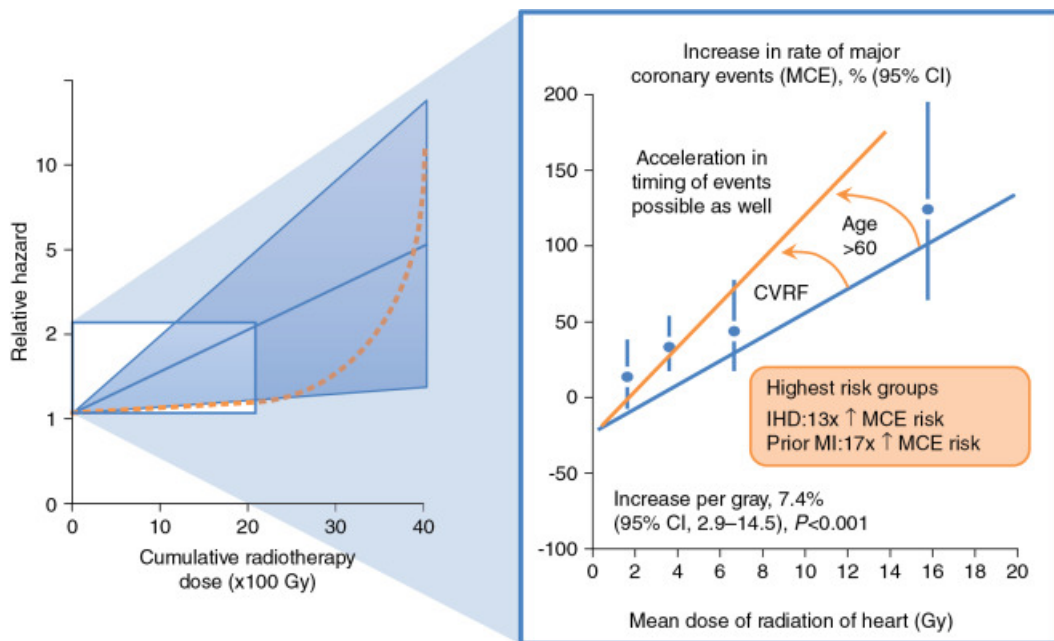 Relative hazard
10
5
2
1
0
0 10 20 30 40
Cumulative radiotherapy
dose (x100 Gy)
Increase in rate of major
coronary events (MCE), % (95% CI)
200
150
100
50
0
-50
-100
Acceleration in
timing of events
possible as well
Age
>60
CVRF
Highest risk groups
IHD:13x ↑ MCE risk
Prior MI:17x ↑ MCE risk
Increase per gray, 7.4%
(95% CI, 2.9–14.5), P<0.001
0 2 4 6 8 10 12 14 16 18 20
Mean dose of radiation of heart (Gy)